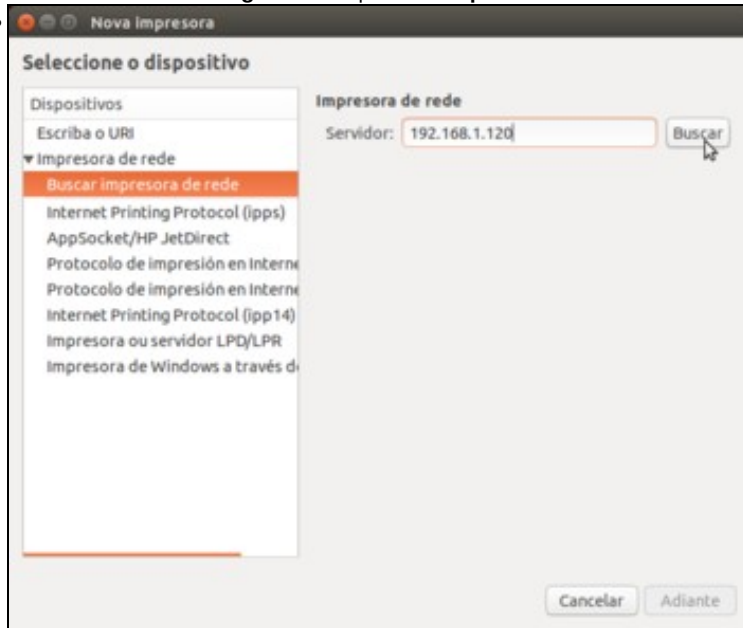 Nova impresora
Seleccione o dispositivo
Dispositivos
Escriba o URI
Impresora de rede
Buscar impresora de rede
Internet Printing Protocol (ipps)
AppSocket/HP JetDirect
Protocolo de impresión en Interne
Protocolo de impresión en Interne
Internet Printing Protocol (ipp14)
Impresora ou servidor LPD/LPR
Impresora de Windows a través d
Impresora de rede
Servidor: 192.168.1.120 Buscar
Cancelar Adiante